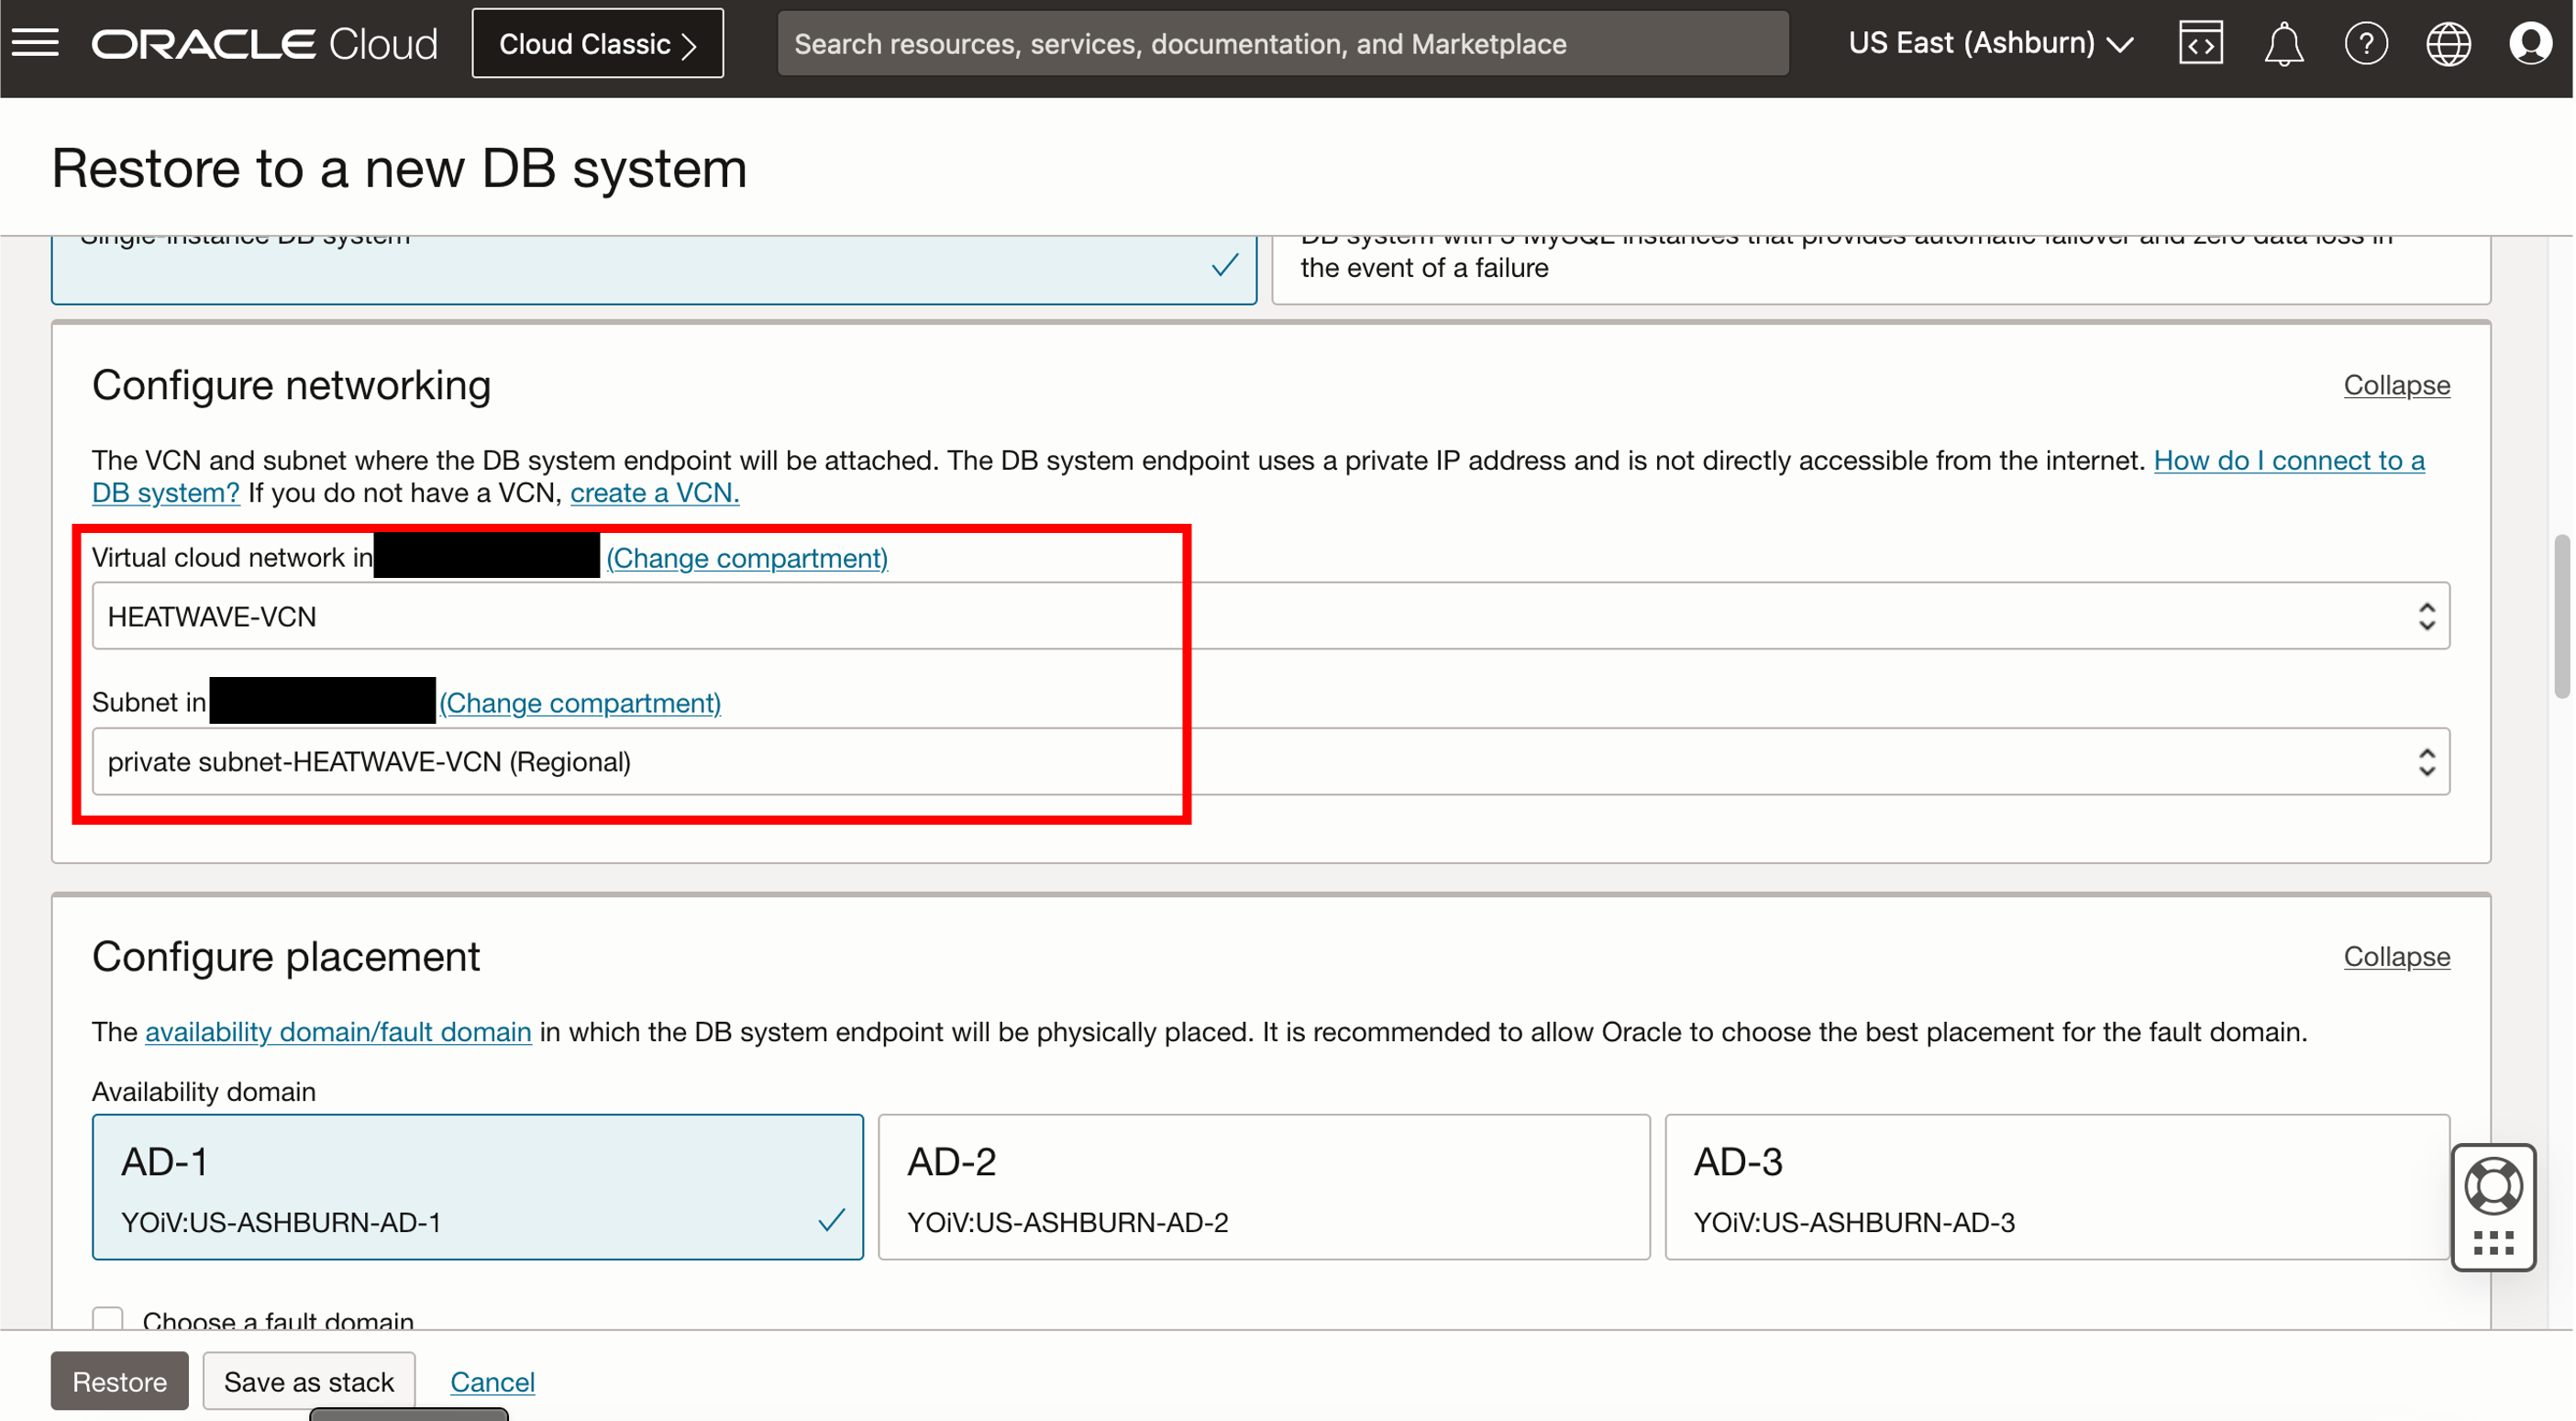 ORACLE Cloud
Cloud Classic
Search resources, services, documentation, and Marketplace
US East (Ashburn)
Restore to a new DB system
Single-instance DB system
DB system with 3 MySQL instances that provides automatic failover and zero data loss in
the event of a failure
Configure networking
Collapse
The VCN and subnet where the DB system endpoint will be attached. The DB system endpoint uses a private IP address and is not directly accessible from the internet. How do I connect to a
DB system? If you do not have a VCN, create a VCN.
Virtual cloud network in (Change compartment)
HEATWAVE-VCN
Subnet in (Change compartment)
private subnet-HEATWAVE-VCN (Regional)
Configure placement
Collapse
The availability domain/fault domain in which the DB system endpoint will be physically placed. It is recommended to allow Oracle to choose the best placement for the fault domain.
Availability domain
AD-1
YOiV:US-ASHBURN-AD-1
AD-2
YOiV:US-ASHBURN-AD-2
AD-3
YOiV:US-ASHBURN-AD-3
Choose a fault domain
Restore
Save as stack
Cancel